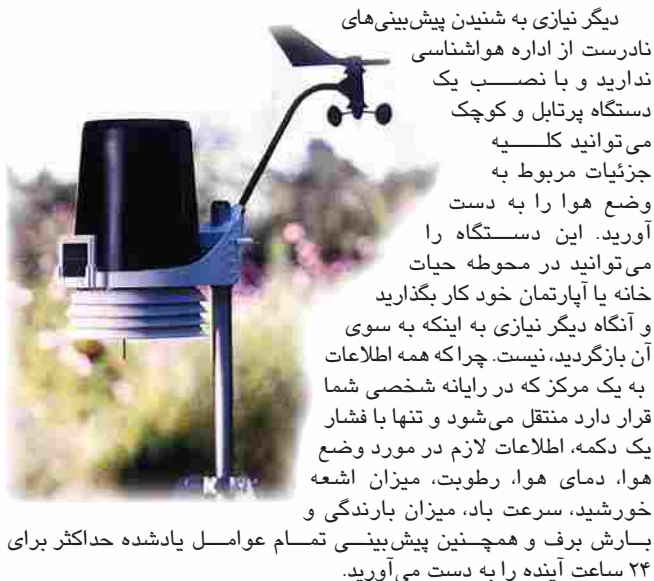 دیگر نیازی به شنیدن پیش‌بینی‌های
نادرست از اداره هواشناسی
ندارید و با نصب یک
دستگاه پرتابل و کوچک
می‌توانید کلیه
جزئیات مربوط به
وضع هوا را به دست
آورید. این دستگاه را
می‌توانید در محوطه حیات
خانه یا آپارتمان خود کار بگذارید
و آنگاه دیگر نیازی به اینکه به سوی
آن بازگردید، نیست. چرا که همه اطلاعات
به یک مرکز که در رایانه شخصی شما
قرار دارد منتقل می‌شود و تنها با فشار
یک دکمه، اطلاعات لازم در مورد وضع
هوا، دمای هوا، رطوبت، میزان اشعه
خورشید، سرعت باد، میزان بارندگی و
بارش برف و همچنین پیش‌بینی تمام عوامل یادشده حداکثر برای
۲۴ ساعت آینده را به دست می‌آورید.